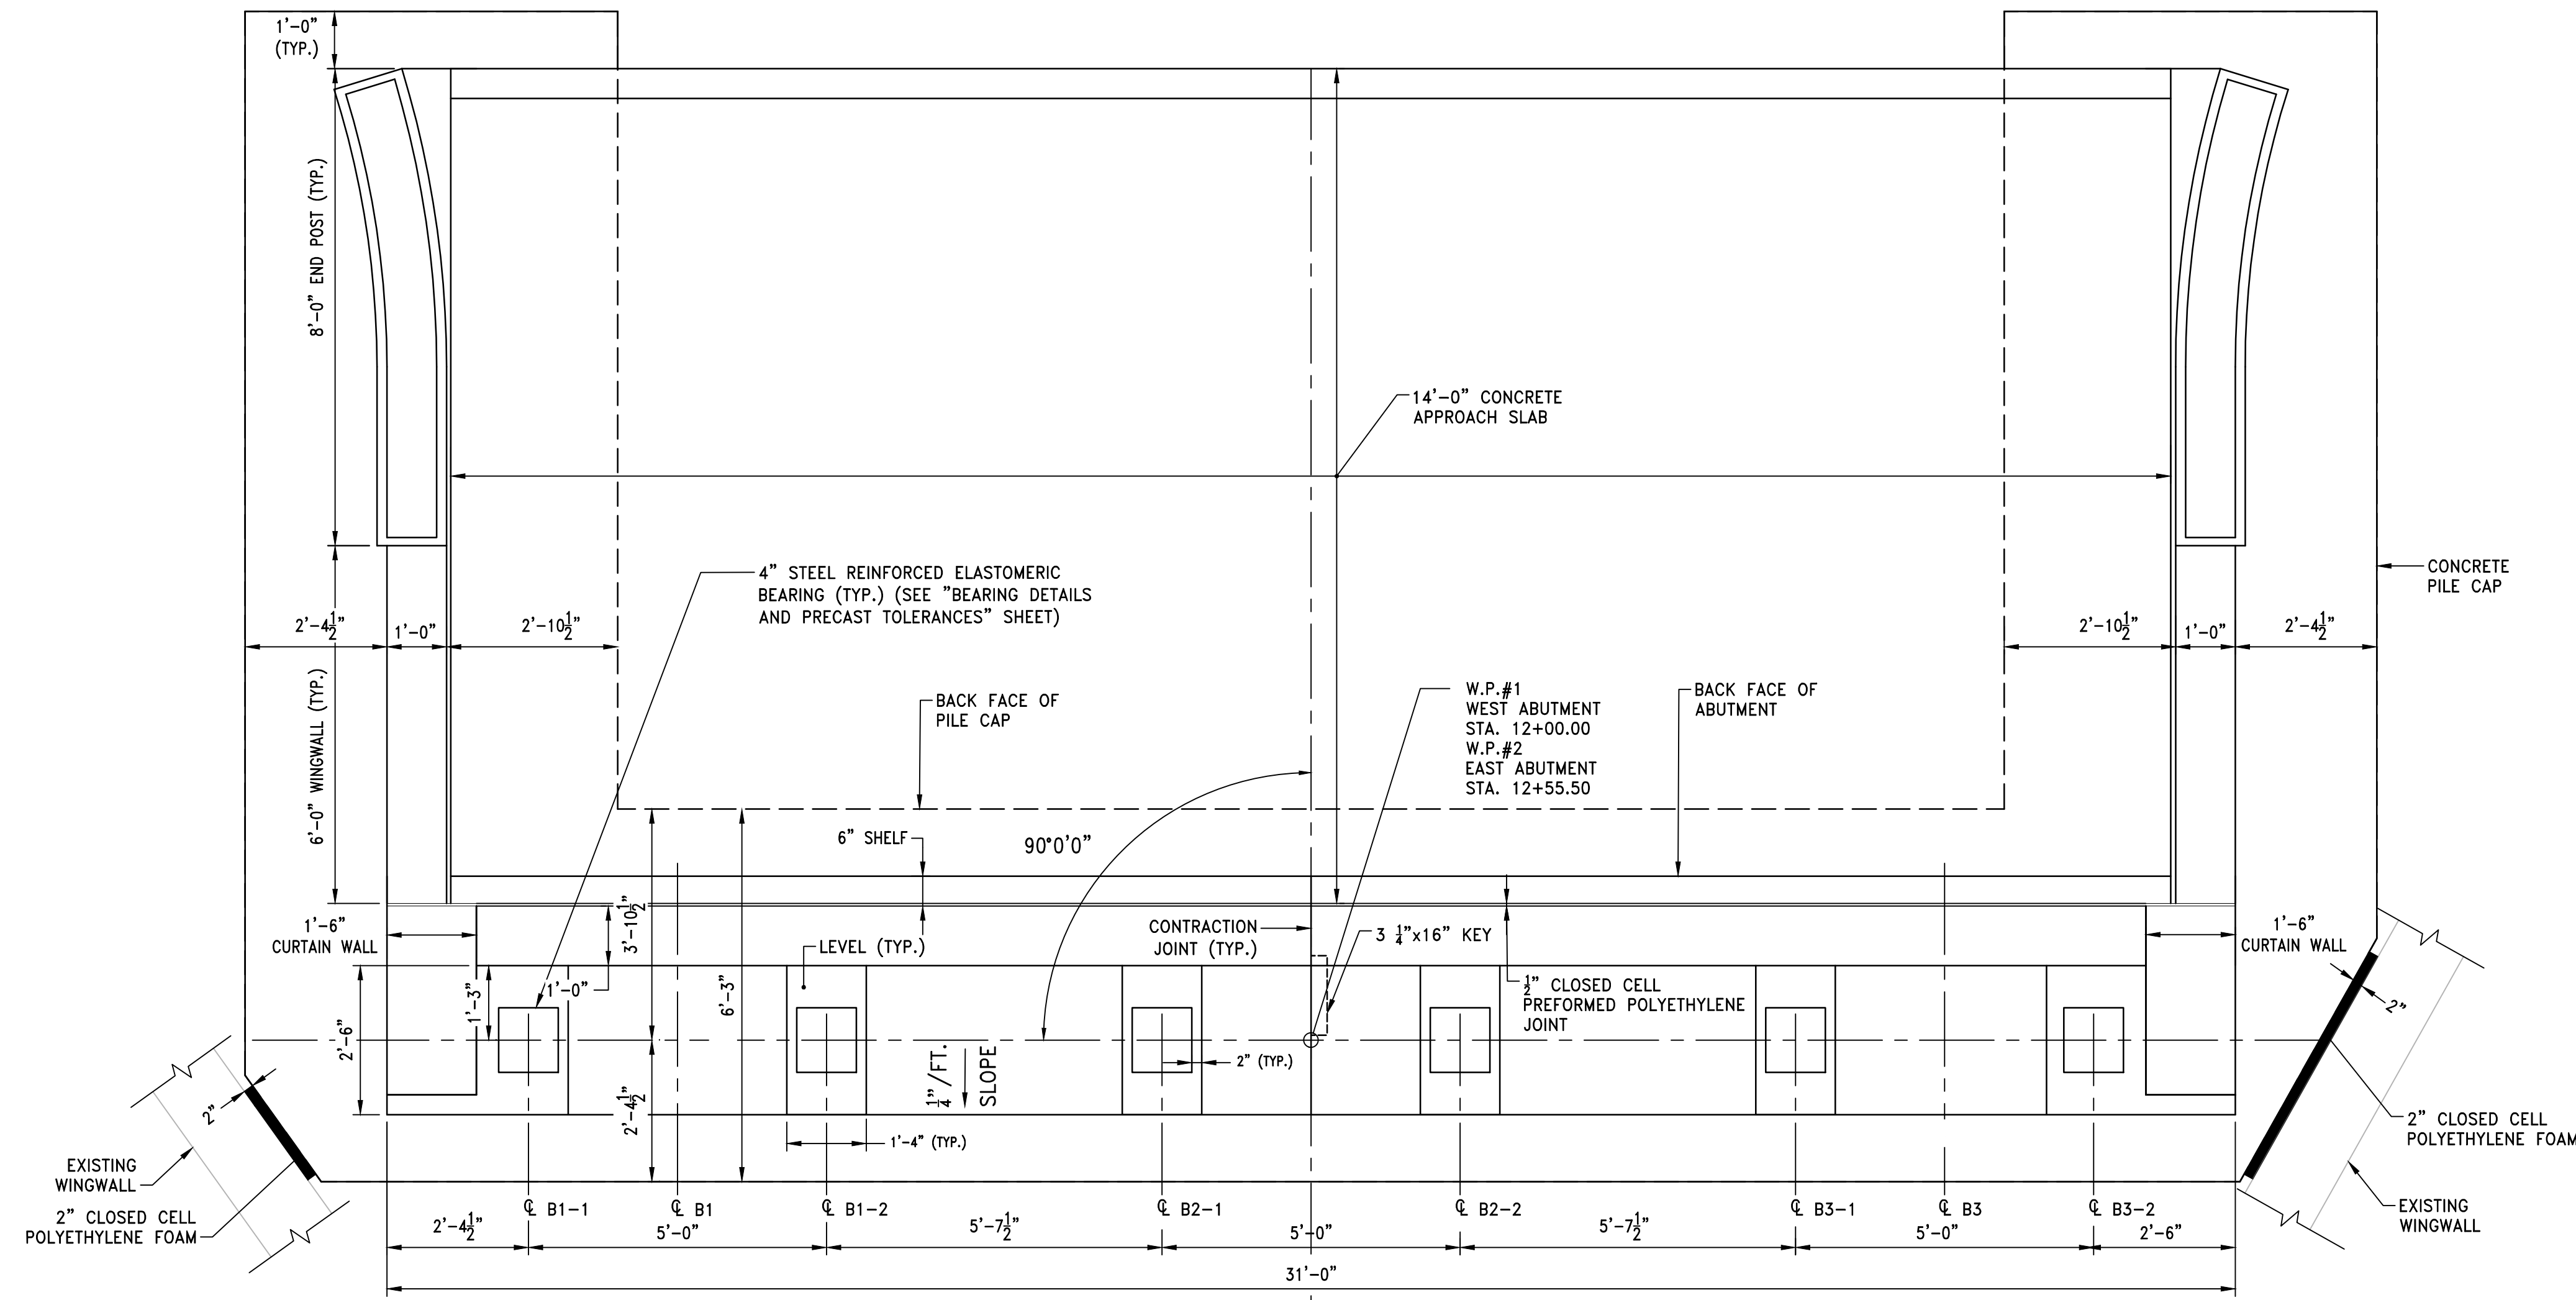 1'-0"
(TYP.)
8'-0" END POST (TYP.)
14'-0" CONCRETE
APPROACH SLAB
4" STEEL REINFORCED ELASTOMERIC
BEARING (TYP.) (SEE "BEARING DETAILS
AND PRECAST TOLERANCES" SHEET)
CONCRETE
PILE CAP
2'-4½"
1'-0"
2'-10½"
2'-10½"
1'-0"
2'-4½"
6'-0" WINGWALL (TYP.)
BACK FACE OF
PILE CAP
W.P.#1
WEST ABUTMENT
STA. 12+00.00
W.P.#2
EAST ABUTMENT
STA. 12+55.50
BACK FACE OF
ABUTMENT
6" SHELF
90°0'0"
3'-10½"
1'-6"
CURTAIN WALL
LEVEL (TYP.)
CONTRACTION
JOINT (TYP.)
3 ¼"x16" KEY
1'-6"
CURTAIN WALL
1'-3"
1'-0"
6'-3"
½" CLOSED CELL
PREFORMED POLYETHYLENE
JOINT
2"
2'-6"
2'-4½"
¼"/FT.
SLOPE
2" (TYP.)
2"
1'-4" (TYP.)
2" CLOSED CELL
POLYETHYLENE FOAM
EXISTING
WINGWALL
2" CLOSED CELL
POLYETHYLENE FOAM
EXISTING
WINGWALL
℄ B1-1
℄ B1
℄ B1-2
℄ B2-1
℄ B2-2
℄ B3-1
℄ B3
℄ B3-2
2'-4½"
5'-0"
5'-7½"
5'-0"
5'-7½"
5'-0"
2'-6"
31'-0"